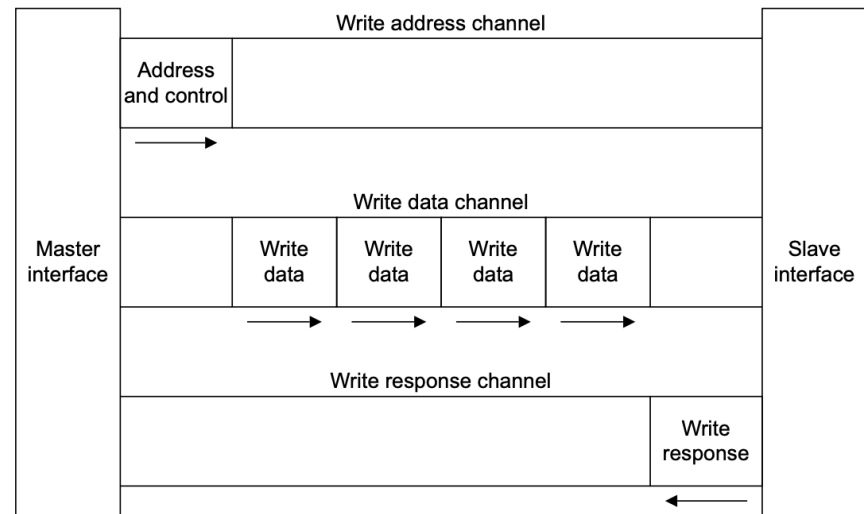 Write address channel
Address
and control
Write data channel
Master
interface
Write
data
Write
data
Write
data
Write
data
Slave
interface
Write response channel
Write
response